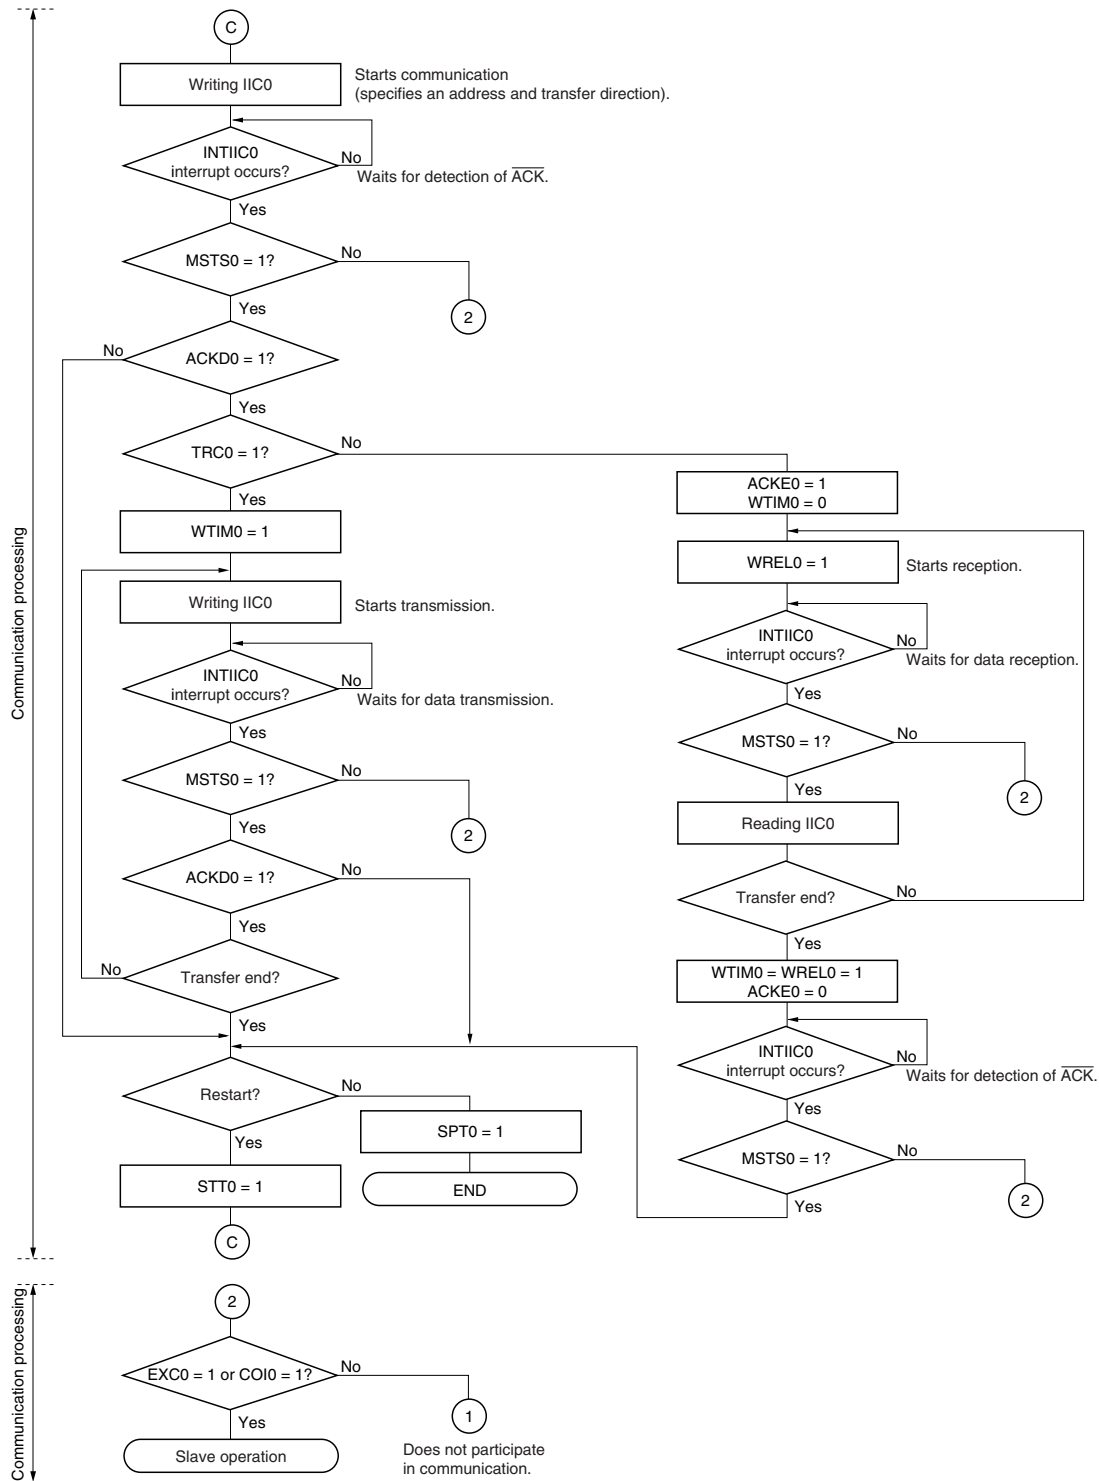 C
Writing IIC0
Starts communication
(specifies an address and transfer direction).
INTIIC0
interrupt occurs?
No
Waits for detection of ACK.
Yes
MSTS0 = 1?
No
2
Yes
ACKD0 = 1?
No
Yes
TRC0 = 1?
No
Yes
WTIM0 = 1
Writing IIC0
Starts transmission.
INTIIC0
interrupt occurs?
No
Waits for data transmission.
Yes
MSTS0 = 1?
No
2
Yes
ACKD0 = 1?
No
Yes
Transfer end?
No
Yes
Restart?
No
SPT0 = 1
END
Yes
STT0 = 1
C
ACKE0 = 1
WTIM0 = 0
WREL0 = 1
Starts reception.
INTIIC0
interrupt occurs?
No
Waits for data reception.
Yes
MSTS0 = 1?
No
2
Yes
Reading IIC0
Transfer end?
No
Yes
WTIM0 = WREL0 = 1
ACKE0 = 0
INTIIC0
interrupt occurs?
No
Waits for detection of ACK.
Yes
MSTS0 = 1?
No
2
Yes
Communication processing
2
EXC0 = 1 or COI0 = 1?
No
1
Does not participate
in communication.
Yes
Slave operation
Communication processing